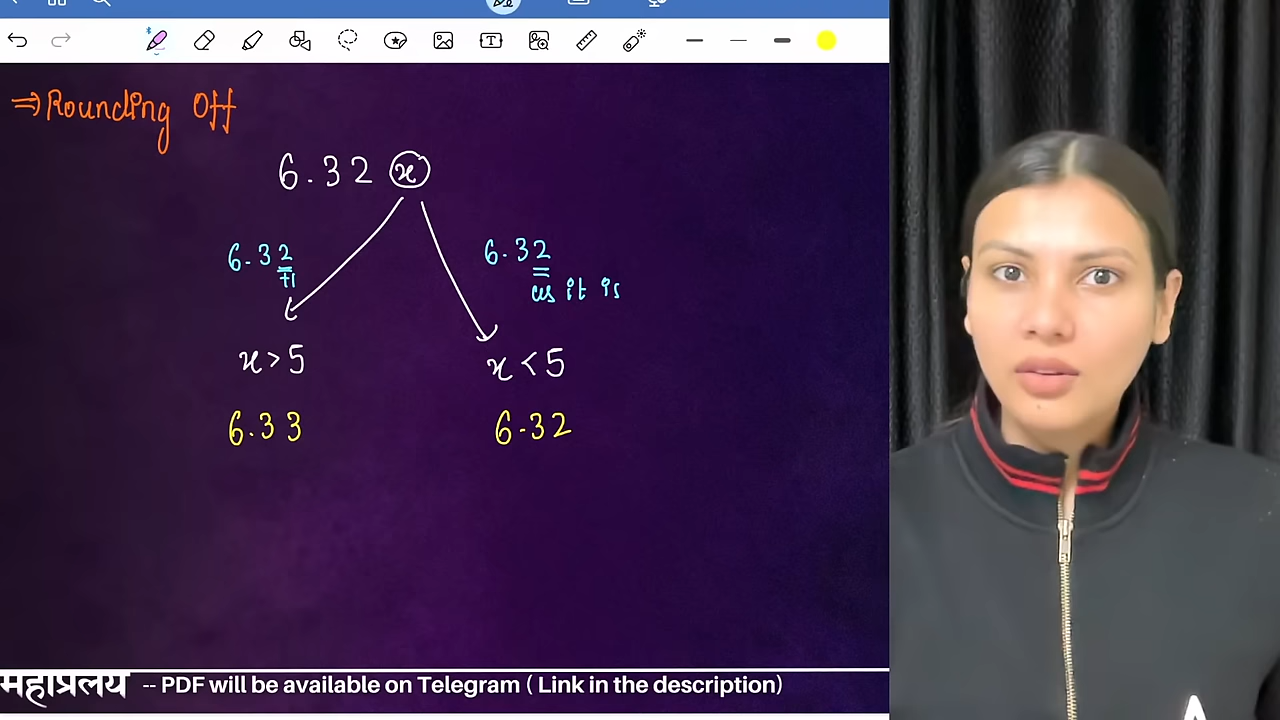 ⇒ Rounding Off
6.32 x
6.32
+1
6.32
as it is
x > 5
x < 5
6.33
6.32
महाप्रलय -- PDF will be available on Telegram ( Link in the description)
A